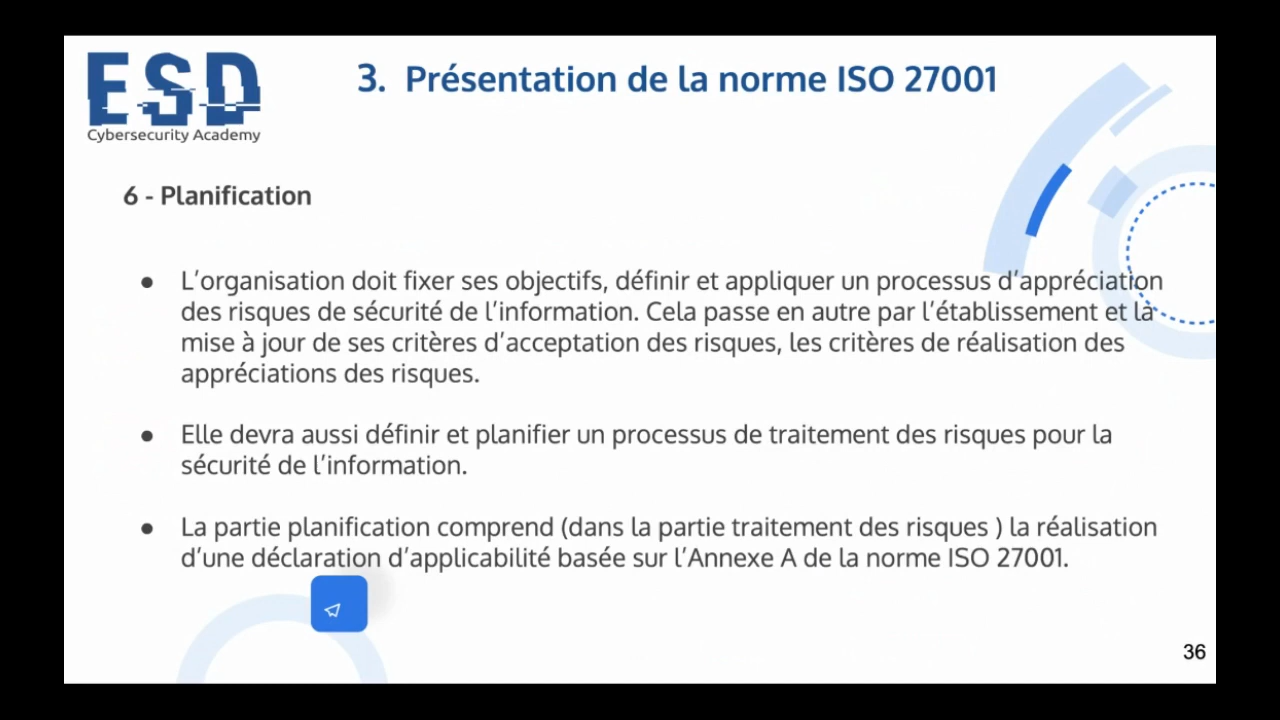 ESD
Cybersecurity Academy
3. Présentation de la norme ISO 27001
6 - Planification
● L’organisation doit fixer ses objectifs, définir et appliquer un processus d’appréciation
des risques de sécurité de l’information. Cela passe en autre par l’établissement et la
mise à jour de ses critères d’acceptation des risques, les critères de réalisation des
appréciations des risques.
● Elle devra aussi définir et planifier un processus de traitement des risques pour la
sécurité de l’information.
● La partie planification comprend (dans la partie traitement des risques ) la réalisation
d’une déclaration d’applicabilité basée sur l’Annexe A de la norme ISO 27001.
36